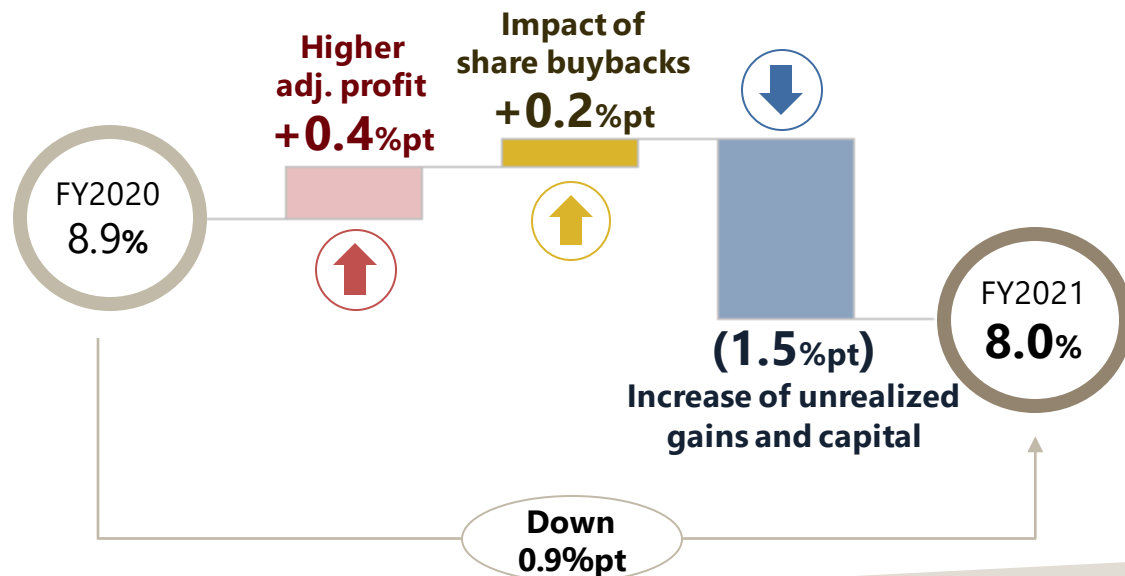 FY2020
8.9%
Higher
adj. profit
+0.4%pt
Impact of
share buybacks
+0.2%pt
(1.5%pt)
Increase of unrealized
gains and capital
FY2021
8.0%
Down
0.9%pt